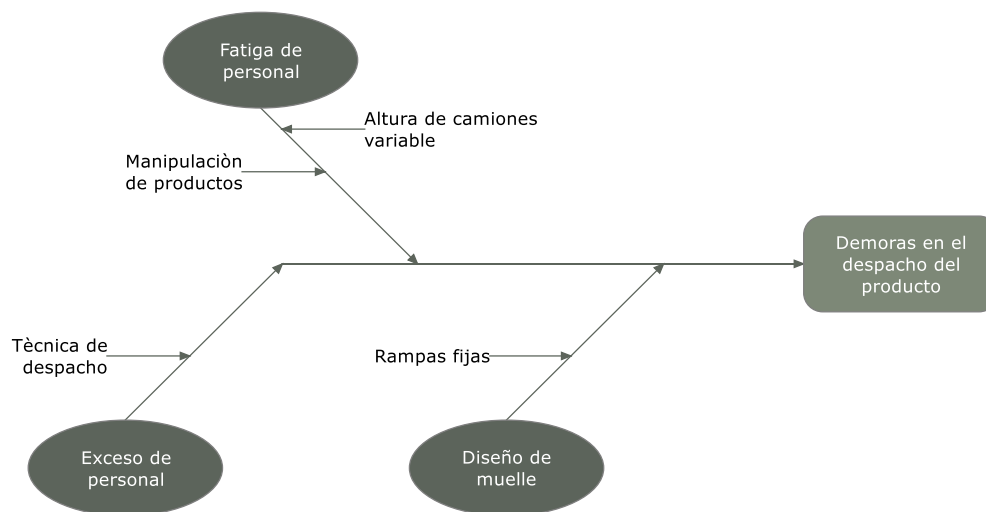 Fatiga de
personal
Altura de camiones
variable
Manipulaciòn
de productos
Demoras en el
despacho del
producto
Tècnica de
despacho
Rampas fijas
Exceso de
personal
Diseño de
muelle